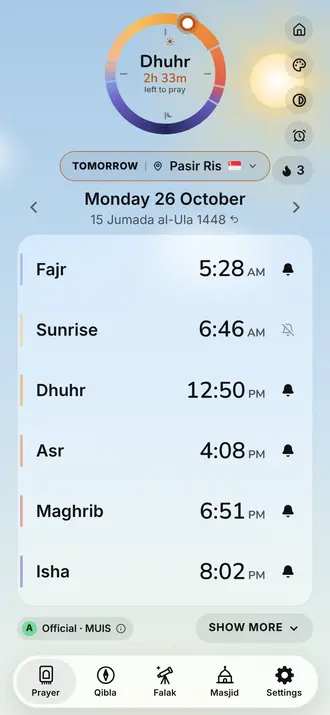 Dhuhr
2h 33m
left to pray
3
TOMORROW | Pasir Ris
Monday 26 October
15 Jumada al-Ula 1448
Fajr 5:28 AM
Sunrise 6:46 AM
Dhuhr 12:50 PM
Asr 4:08 PM
Maghrib 6:51 PM
Isha 8:02 PM
A Official · MUIS
SHOW MORE
Prayer Qibla Falak Masjid Settings